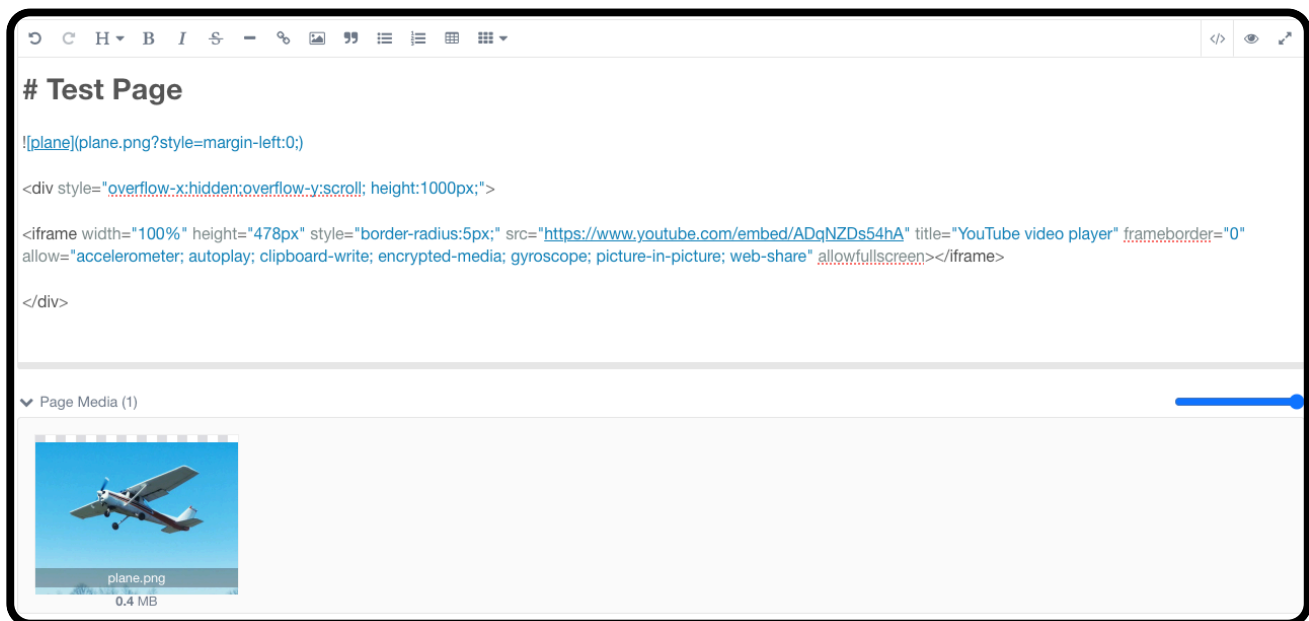 H B I S
</>
# Test Page
![plane](plane.png?style=margin-left:0;)
<div style="overflow-x:hidden;overflow-y:scroll; height:1000px;">
<iframe width="100%" height="478px" style="border-radius:5px;" src="https://www.youtube.com/embed/ADqNZDs54hA" title="YouTube video player" frameborder="0"
allow="accelerometer; autoplay; clipboard-write; encrypted-media; gyroscope; picture-in-picture; web-share" allowfullscreen></iframe>
</div>
Page Media (1)
plane.png
0.4 MB